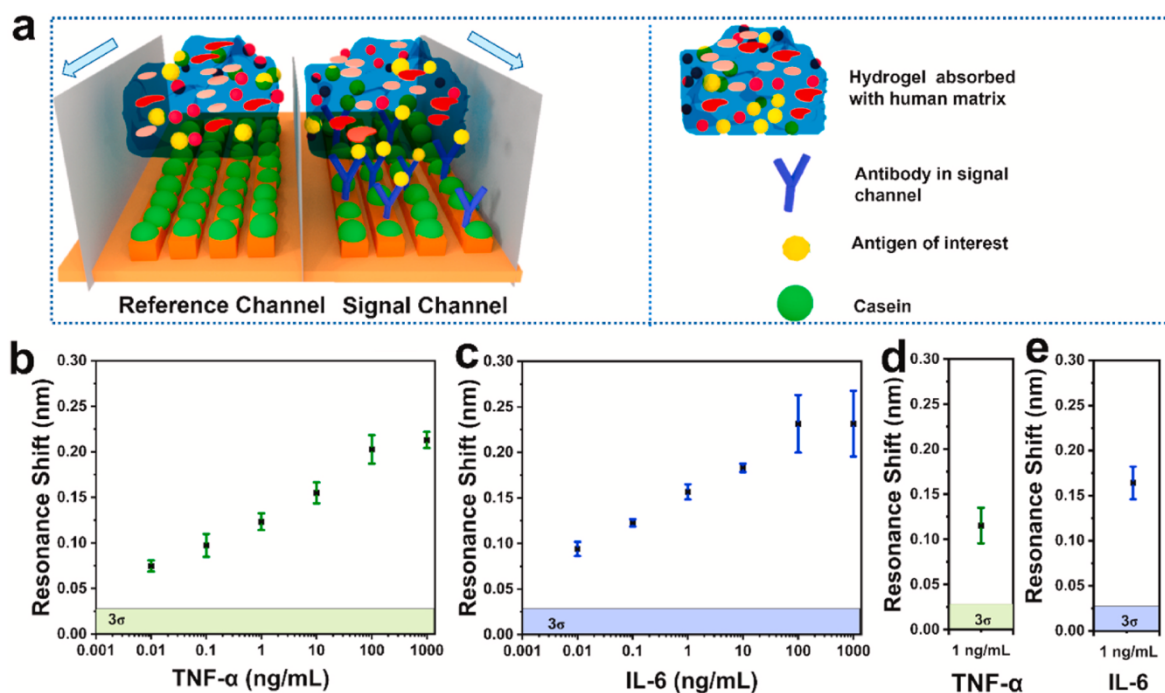 a
Reference Channel
Signal Channel
Hydrogel absorbed
with human matrix
Antibody in signal
channel
Antigen of interest
Casein
b
Resonance Shift (nm)
0.30
0.25
0.20
0.15
0.10
0.05
0.00
3σ
0.001 0.01 0.1 1 10 100 1000
TNF-α (ng/mL)
c
Resonance Shift (nm)
0.30
0.25
0.20
0.15
0.10
0.05
0.00
3σ
0.001 0.01 0.1 1 10 100 1000
IL-6 (ng/mL)
d
Resonance Shift (nm)
0.30
0.25
0.20
0.15
0.10
0.05
0.00
3σ
1 ng/mL
TNF-α
e
Resonance Shift (nm)
0.30
0.25
0.20
0.15
0.10
0.05
0.00
3σ
1 ng/mL
IL-6